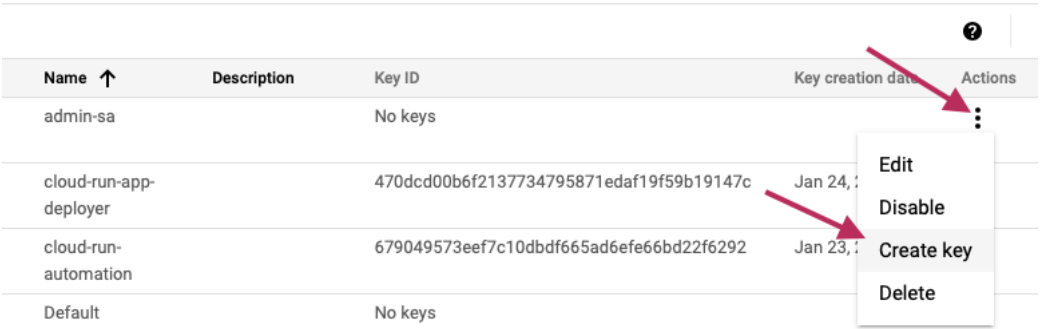 Name Description Key ID Key creation date Actions
admin-sa No keys
Edit
cloud-run-app- 470dcd00b6f2137734795871edaf19f59b19147c Jan 24,
deployer
Disable
cloud-run- 679049573eef7c10dbdf665ad6efe66bd22f6292 Jan 23,
automation
Create key
Delete
Default No keys